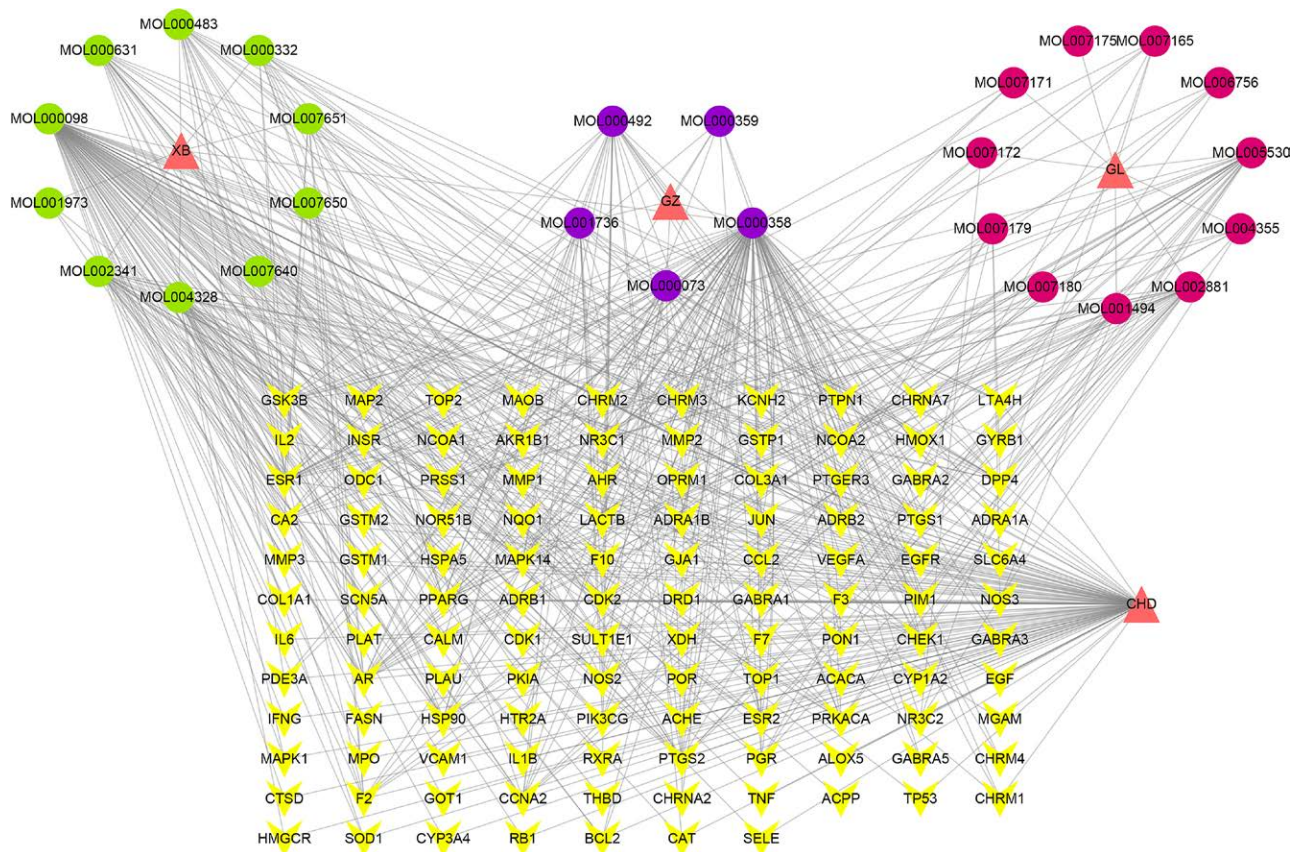 MOL000483
MOL000631
MOL000332
MOL000098
MOL007651
XB
MOL001973
MOL007650
MOL002341
MOL007640
MOL004328
MOL000492
MOL000359
GZ
MOL001736
MOL000358
MOL000073
MOL007175
MOL007165
MOL007171
MOL006756
MOL007172
MOL005530
GL
MOL007179
MOL004355
MOL007180
MOL002881
MOL001494
GSK3B MAP2 TOP2 MAOB CHRM2 CHRM3 KCNH2 PTPN1 CHRNA7 LTA4H
IL2 INSR NCOA1 AKR1B1 NR3C1 MMP2 GSTP1 NCOA2 HMOX1 GYRB1
ESR1 ODC1 PRSS1 MMP1 AHR OPRM1 COL3A1 PTGER3 GABRA2 DPP4
CA2 GSTM2 NOR51B NQO1 LACTB ADRA1B JUN ADRB2 PTGS1 ADRA1A
MMP3 GSTM1 HSPA5 MAPK14 F10 GJA1 CCL2 VEGFA EGFR SLC6A4
COL1A1 SCN5A PPARG ADRB1 CDK2 DRD1 GABRA1 F3 PIM1 NOS3
CHD
IL6 PLAT CALM CDK1 SULT1E1 XDH F7 PON1 CHEK1 GABRA3
PDE3A AR PLAU PKIA NOS2 POR TOP1 ACACA CYP1A2 EGF
IFNG FASN HSP90 HTR2A PIK3CG ACHE ESR2 PRKACA NR3C2 MGAM
MAPK1 MPO VCAM1 IL1B RXRA PTGS2 PGR ALOX5 GABRA5 CHRM4
CTSD F2 GOT1 CCNA2 THBD CHRNA2 TNF ACPP TP53 CHRM1
HMGCR SOD1 CYP3A4 RB1 BCL2 CAT SELE